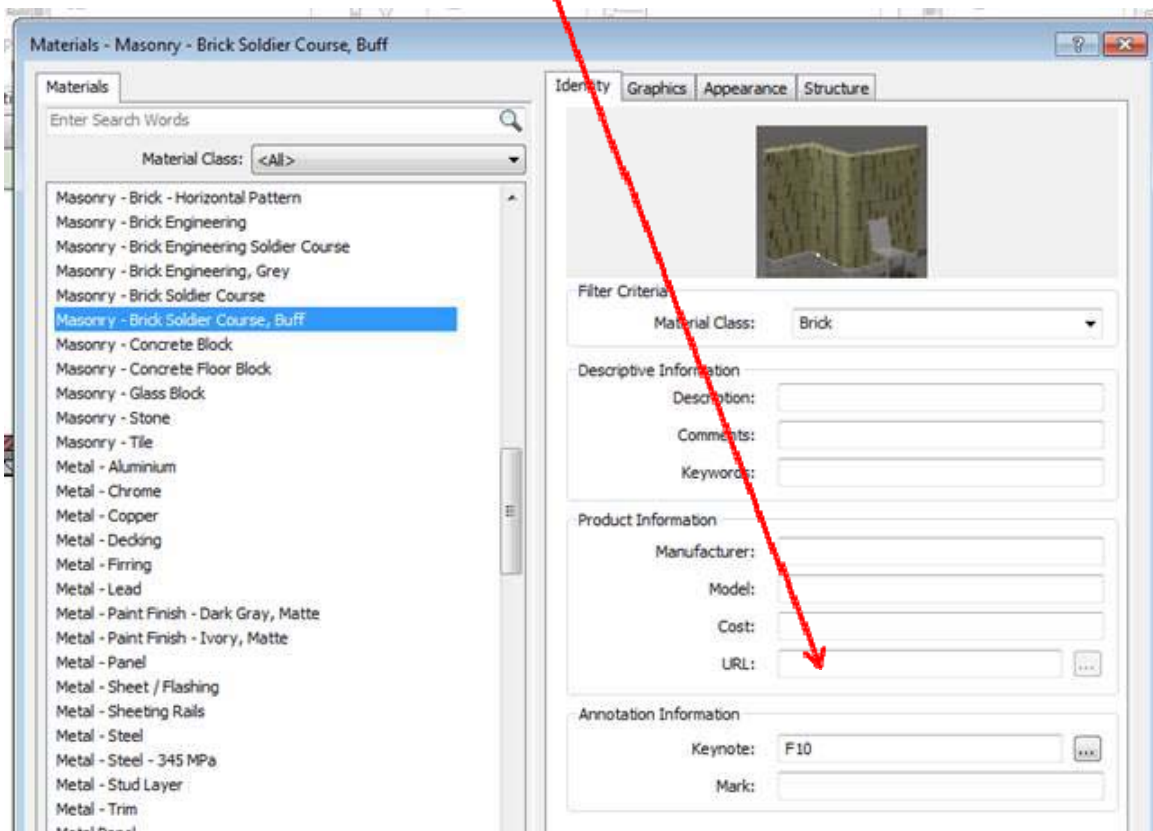 Materials - Masonry - Brick Soldier Course, Buff
Materials
Enter Search Words
Material Class: <All>
Masonry - Brick - Horizontal Pattern
Masonry - Brick Engineering
Masonry - Brick Engineering Soldier Course
Masonry - Brick Engineering, Grey
Masonry - Brick Soldier Course
Masonry - Brick Soldier Course, Buff
Masonry - Concrete Block
Masonry - Concrete Floor Block
Masonry - Glass Block
Masonry - Stone
Masonry - Tile
Metal - Aluminium
Metal - Chrome
Metal - Copper
Metal - Decking
Metal - Firring
Metal - Lead
Metal - Paint Finish - Dark Gray, Matte
Metal - Paint Finish - Ivory, Matte
Metal - Panel
Metal - Sheet / Flashing
Metal - Sheeting Rails
Metal - Steel
Metal - Steel - 345 MPa
Metal - Stud Layer
Metal - Trim
Metal Panel
Identity Graphics Appearance Structure
Filter Criteria
Material Class: Brick
Descriptive Information
Description:
Comments:
Keywords:
Product Information
Manufacturer:
Model:
Cost:
URL: ...
Annotation Information
Keynote: F10 ...
Mark: